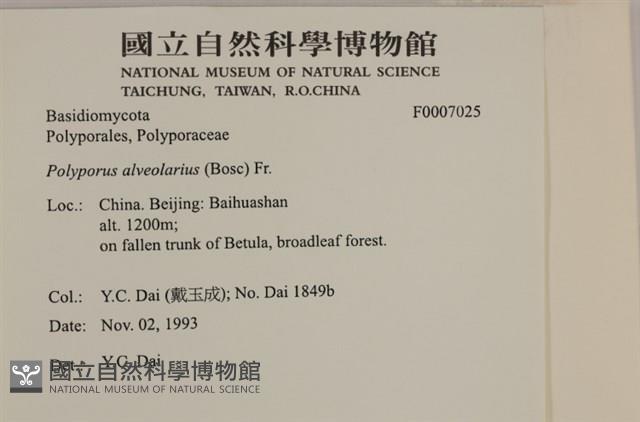 國立自然科學博物館
NATIONAL MUSEUM OF NATURAL SCIENCE
TAICHUNG, TAIWAN, R.O.CHINA
Basidiomycota F0007025
Polyporales, Polyporaceae
Polyporus alveolarius (Bosc) Fr.
Loc.: China. Beijing: Baihuashan
alt. 1200m;
on fallen trunk of Betula, broadleaf forest.
Col.: Y.C. Dai (戴玉成); No. Dai 1849b
Date: Nov. 02, 1993
Det.: Y.C. Dai
國立自然科學博物館
NATIONAL MUSEUM OF NATURAL SCIENCE